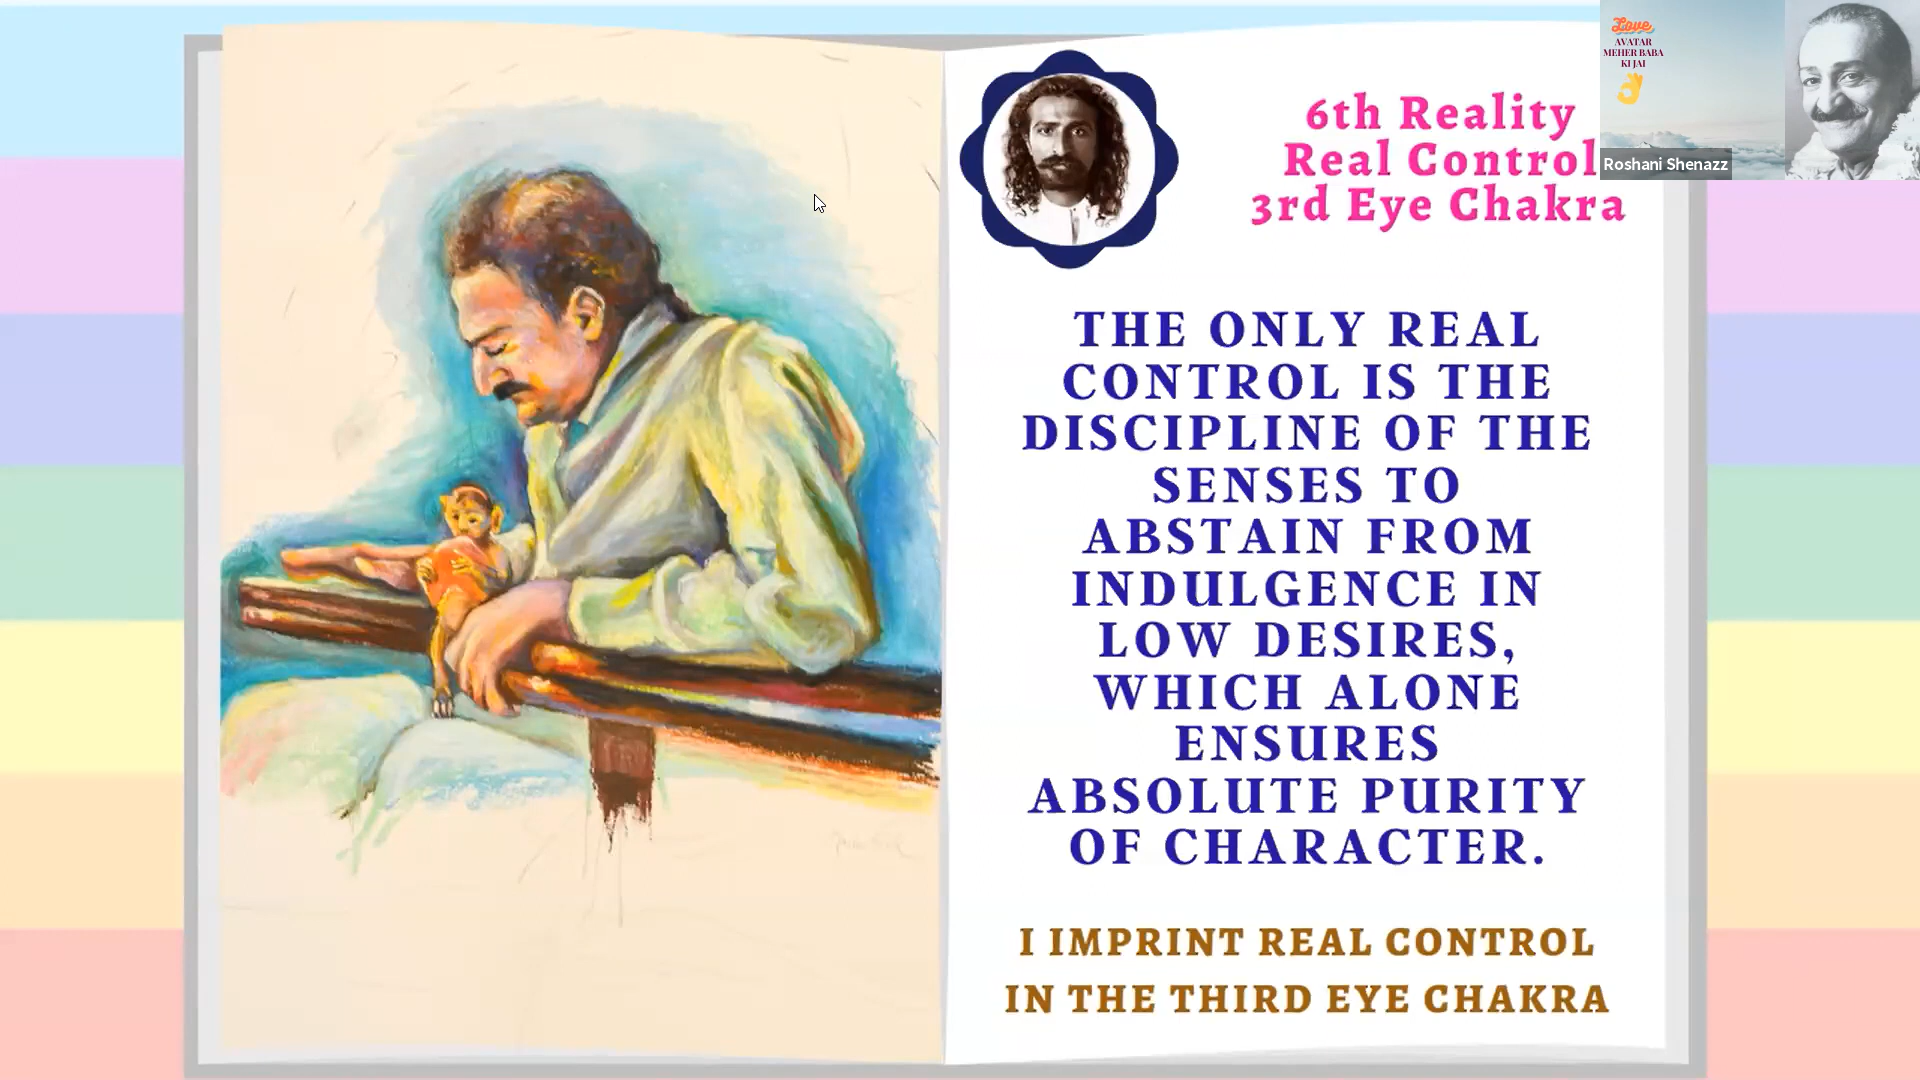 6th Reality
Real Control
3rd Eye Chakra
THE ONLY REAL
CONTROL IS THE
DISCIPLINE OF THE
SENSES TO
ABSTAIN FROM
INDULGENCE IN
LOW DESIRES,
WHICH ALONE
ENSURES
ABSOLUTE PURITY
OF CHARACTER.
I IMPRINT REAL CONTROL
IN THE THIRD EYE CHAKRA
Love
AVATAR
MEHER BABA
KI JAI
Roshani Shenazz